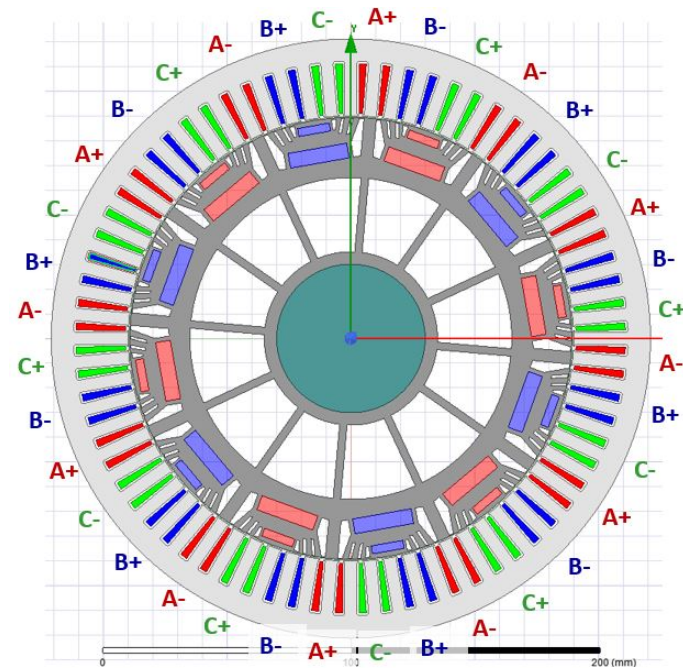 B+ C- A+ B-
Y
A- C+
C+ A-
B- B+
A+ C-
C- A+
B+ B-
A- C+
C+ A-
B- B+
A+ C-
C- A+
B+ B-
A- C+
C+ A-
B- A+ C- B+
0 100 200 (mm)